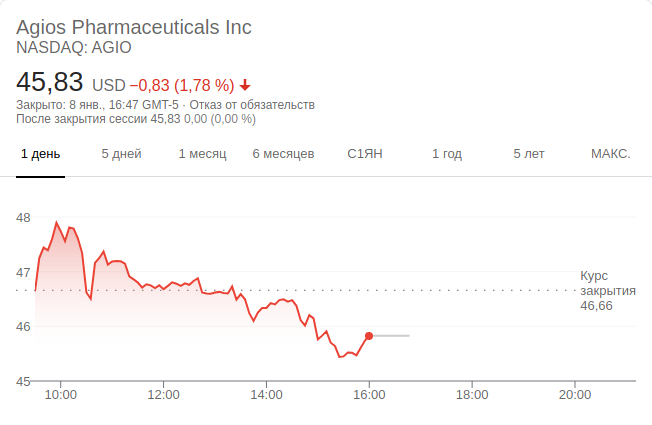 Agios Pharmaceuticals Inc
NASDAQ: AGIO
45,83 USD −0,83 (1,78 %)
Закрыто: 8 янв., 16:47 GMT-5 · Отказ от обязательств
После закрытия сессии 45,83 0,00 (0,00 %)
1 день 5 дней 1 месяц 6 месяцев С1ЯН 1 год 5 лет МАКС.
48
47
46
45
Курс
закрытия
46,66
10:00 12:00 14:00 16:00 18:00 20:00